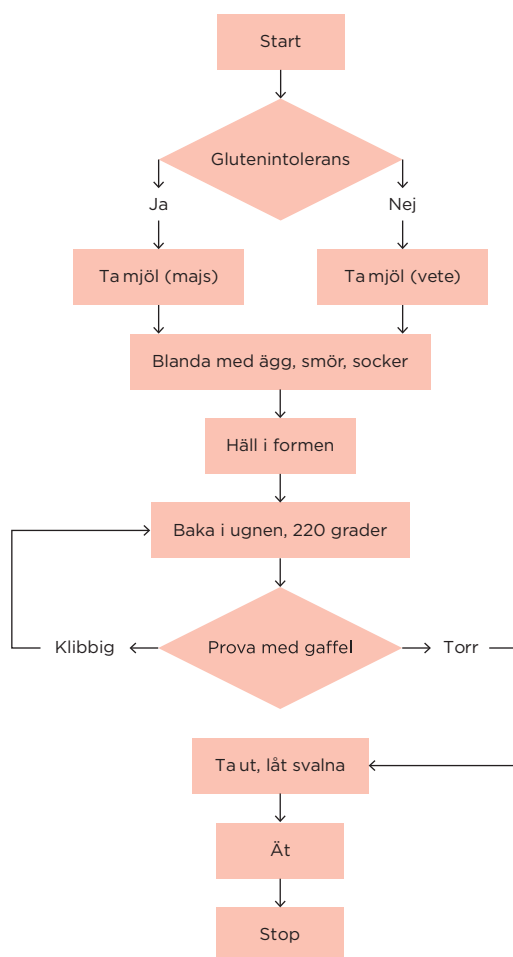 Start
Glutenintolerans
Ja
Nej
Ta mjöl (majs)
Ta mjöl (vete)
Blanda med ägg, smör, socker
Häll i formen
Baka i ugnen, 220 grader
Klibbig
Prova med gaffel
Torr
Ta ut, låt svalna
Ät
Stop